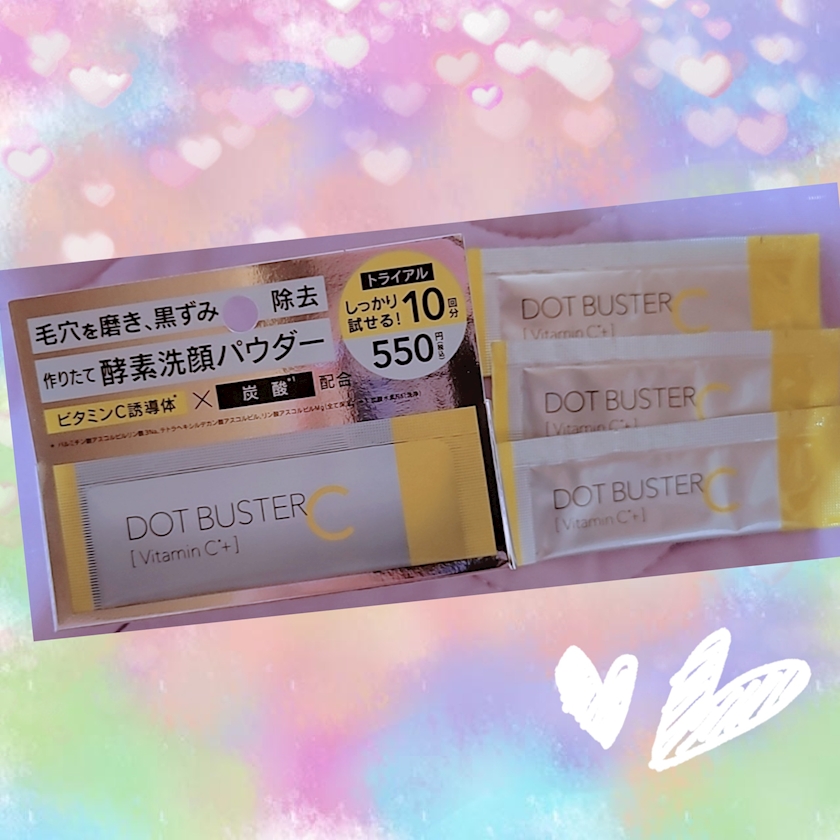 毛穴を磨き、黒ずみ 除去
作りたて 酵素洗顔パウダー
ビタミンC誘導体* × 炭酸*1 配合
トライアル
しっかり
試せる!
10回分
550円(税込)
DOT BUSTER C
[Vitamin C*+]
DOT BUSTER C
[Vitamin C*+]
DOT BUSTER C
[Vitamin C*+]
DOT BUSTER C
[Vitamin C*+]